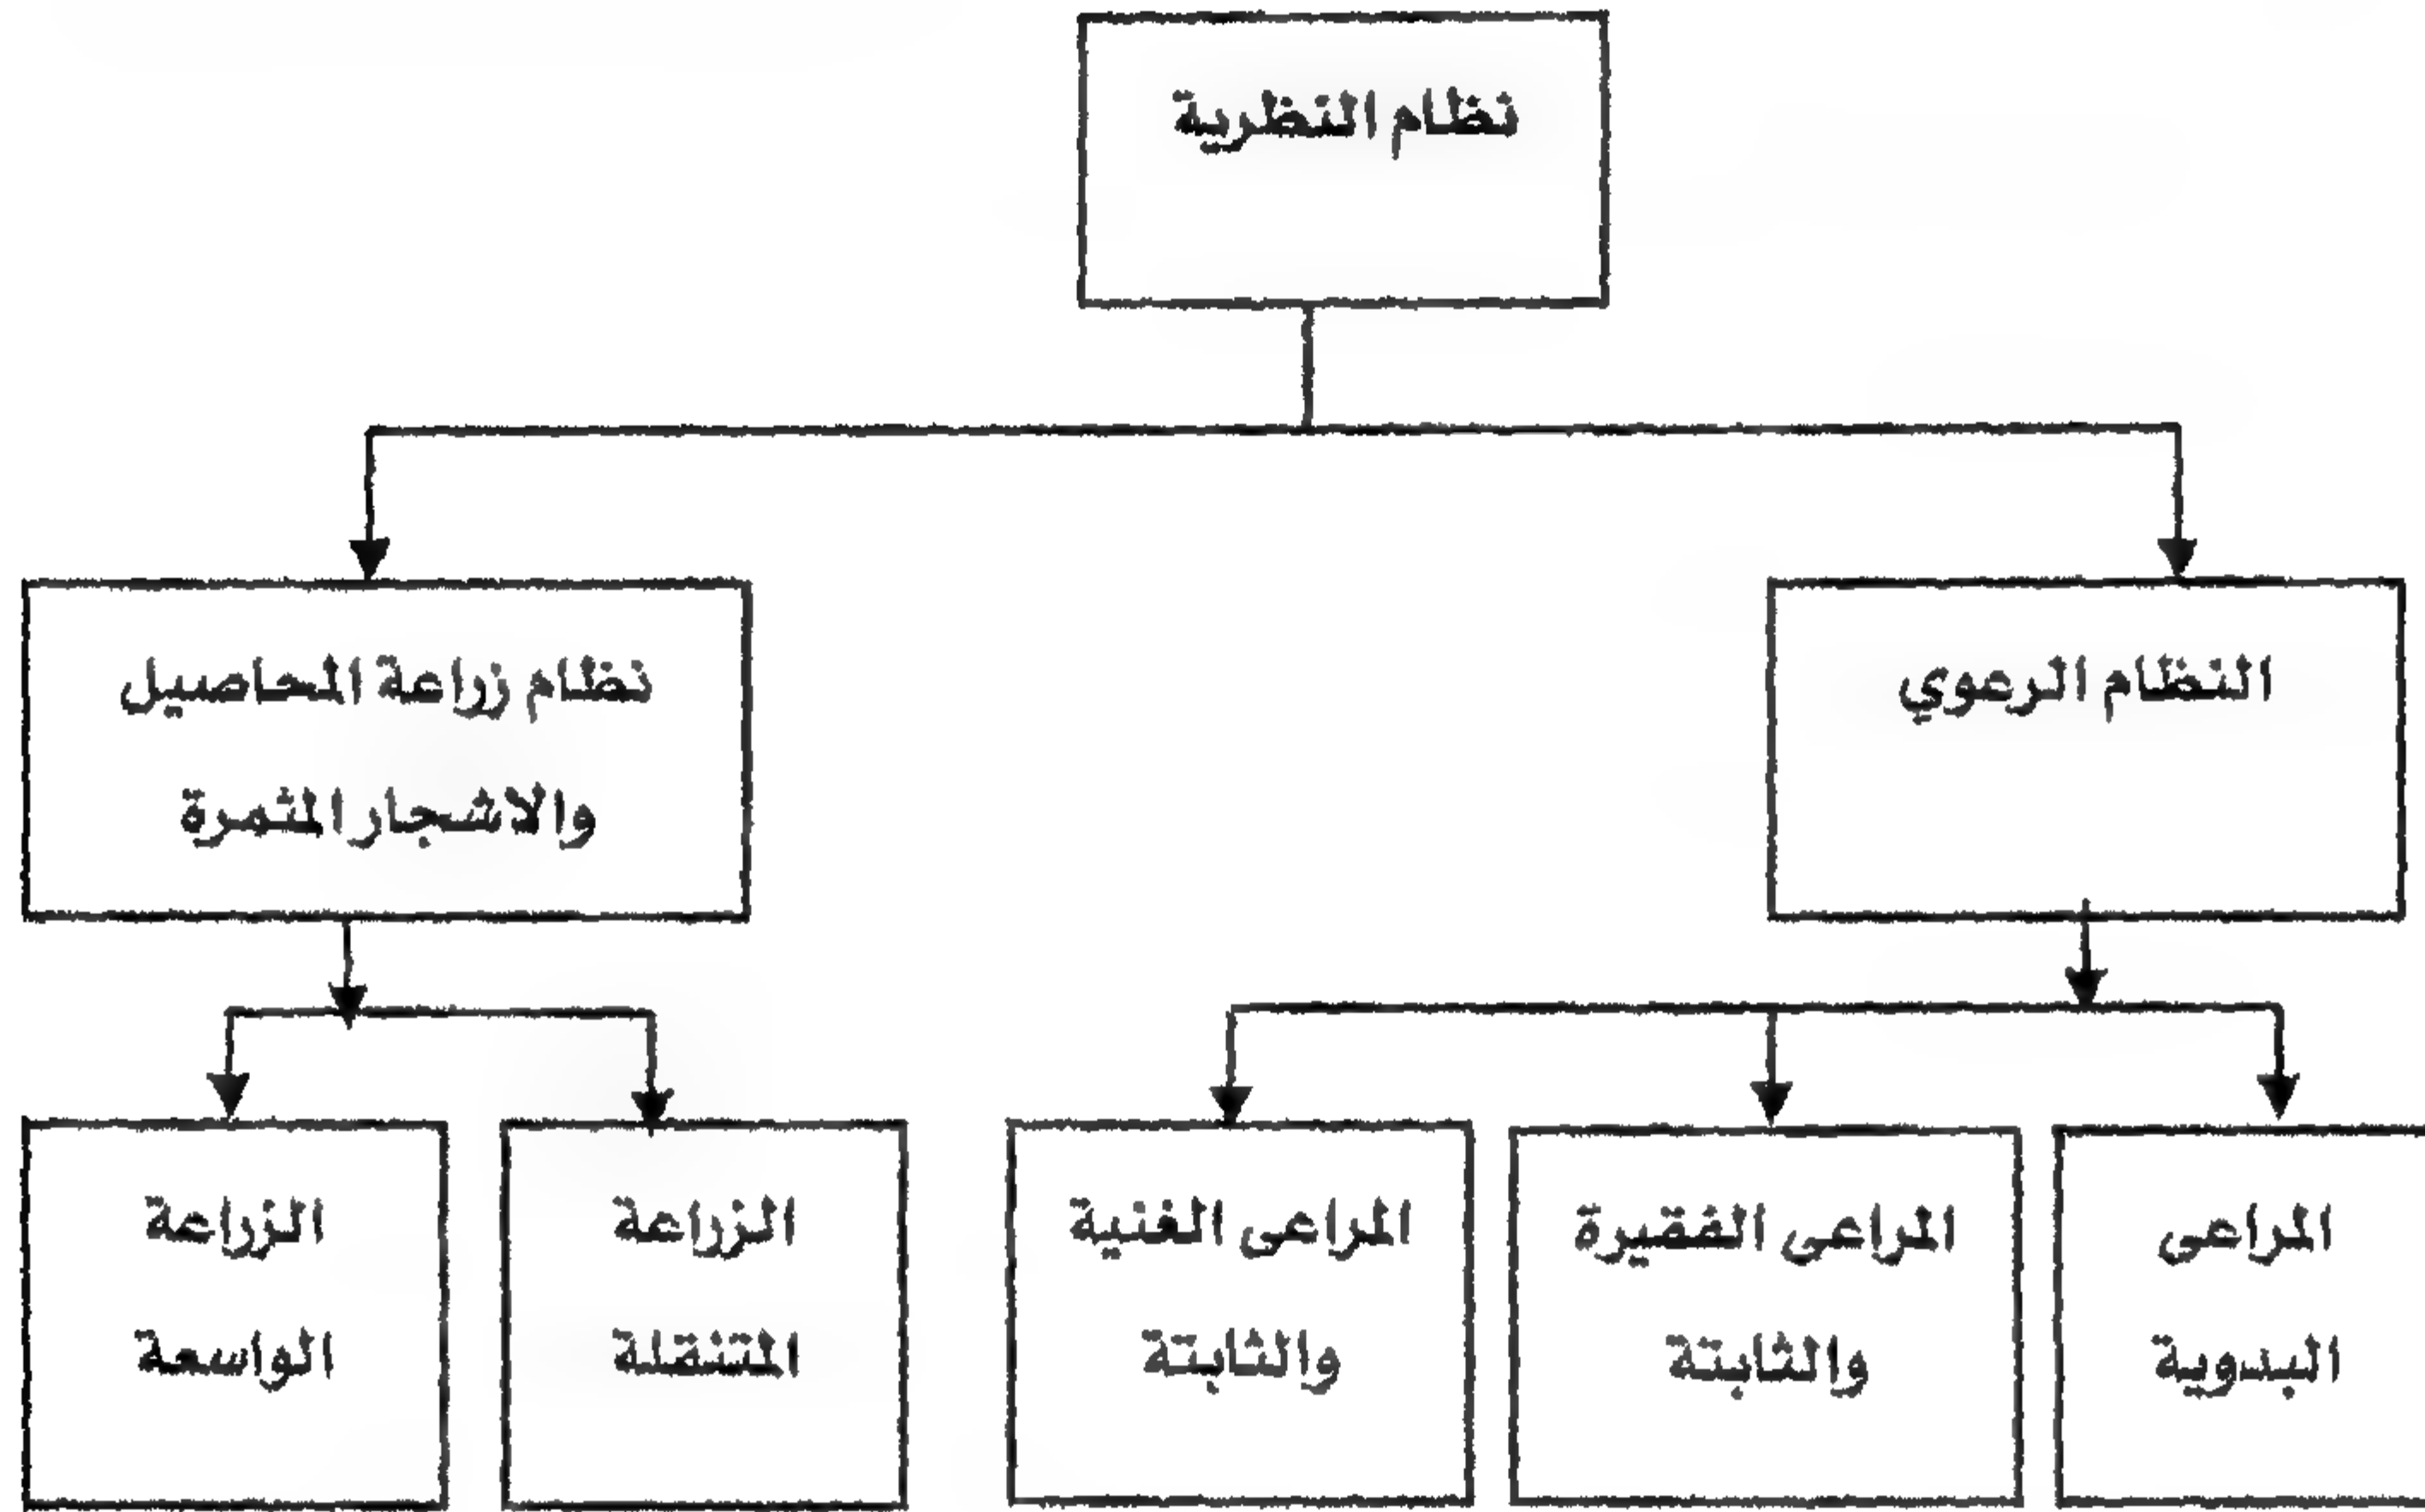 نظام النظرية
النظام الرعوي
نظام زراعة المحاصيل
والاشجار المثمرة
المراعى
البدوية
المراعى الفقيرة
والثابتة
المراعى الغنية
والثابتة
الزراعة
المتنقلة
الزراعة
الواسعة